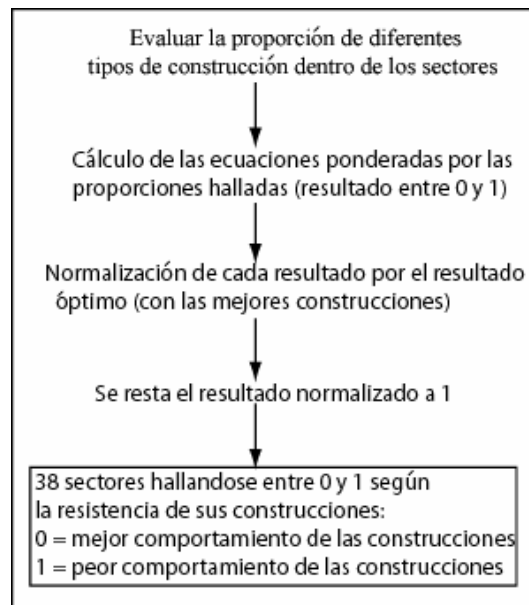 Evaluar la proporción de diferentes
tipos de construcción dentro de los sectores
Cálculo de las ecuaciones ponderadas por las
proporciones halladas (resultado entre 0 y 1)
Normalización de cada resultado por el resultado
óptimo (con las mejores construcciones)
Se resta el resultado normalizado a 1
38 sectores hallandose entre 0 y 1 según
la resistencia de sus construcciones:
0 = mejor comportamiento de las construcciones
1 = peor comportamiento de las construcciones